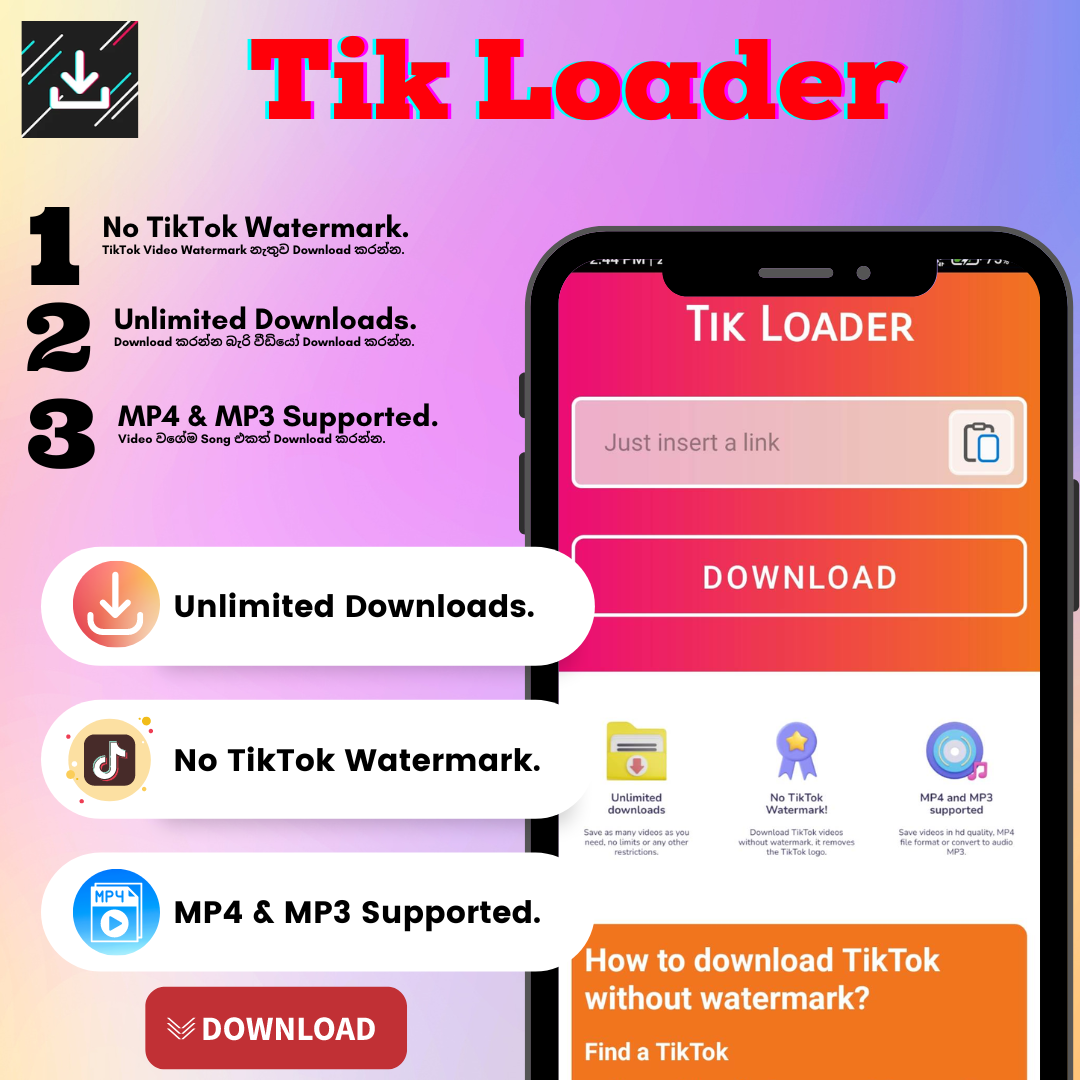 Tik Loader
1
No TikTok Watermark.
TikTok Video Watermark නැතුව Download කරන්න.
2
Unlimited Downloads.
Download කරන්න බැරි වීඩියෝ Download කරන්න.
3
MP4 & MP3 Supported.
Video වගේම Song එකත් Download කරන්න.
Unlimited Downloads.
No TikTok Watermark.
MP4
MP4 & MP3 Supported.
DOWNLOAD
2:44 PM
TIK LOADER
Just insert a link
DOWNLOAD
Unlimited
downloads
Save as many videos as you
need, no limits or any other
restrictions.
No TikTok
Watermark!
Download TikTok videos
without watermark, it removes
the TikTok logo.
MP4 and MP3
supported
Save videos in hd quality, MP4
file format or convert to audio
MP3.
How to download TikTok
without watermark?
Find a TikTok